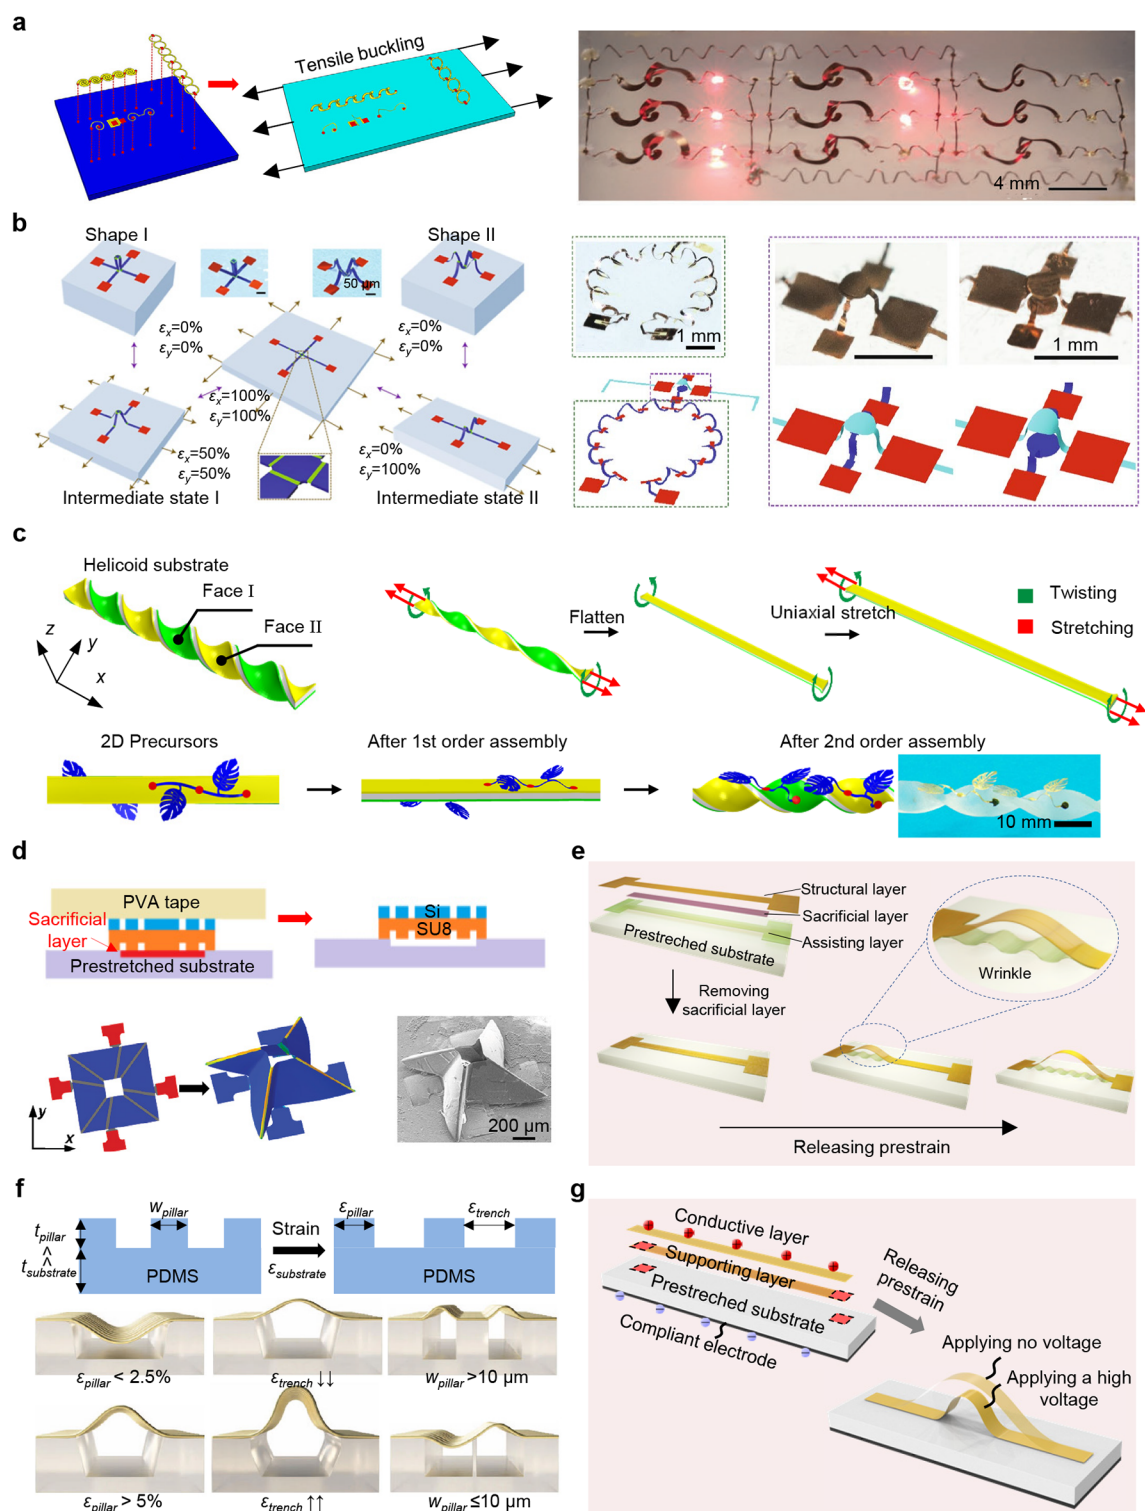 a
Tensile buckling
4 mm
b
Shape I
Shape II
50 μm
εx=0%
εy=0%
εx=0%
εy=0%
εx=100%
εy=100%
εx=50%
εy=50%
εx=0%
εy=100%
Intermediate state I
Intermediate state II
1 mm
1 mm
c
Helicoid substrate
Face I
Face II
z
y
x
Flatten
Uniaxial stretch
Twisting
Stretching
2D Precursors
After 1st order assembly
After 2nd order assembly
10 mm
d
PVA tape
Sacrificial
layer
Si
SU8
Prestretched substrate
y
x
200 μm
e
Structural layer
Sacrificial layer
Assisting layer
Prestreched substrate
Wrinkle
Removing
sacrificial layer
Releasing prestrain
f
tpillar
<
tsubstrate
wpillar
PDMS
Strain
εsubstrate
εpillar
εtrench
PDMS
εpillar < 2.5%
εtrench ↓↓
wpillar >10 μm
εpillar > 5%
εtrench ↑↑
wpillar ≤10 μm
g
Conductive layer
Supporting layer
Prestreched substrate
Compliant electrode
Releasing
prestrain
Applying no voltage
Applying a high
voltage